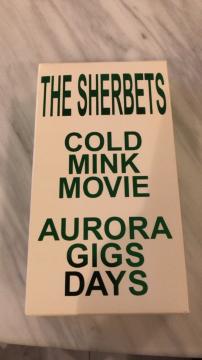 THE SHERBETS
COLD
MINK
MOVIE
AURORA
GIGS
DAYS